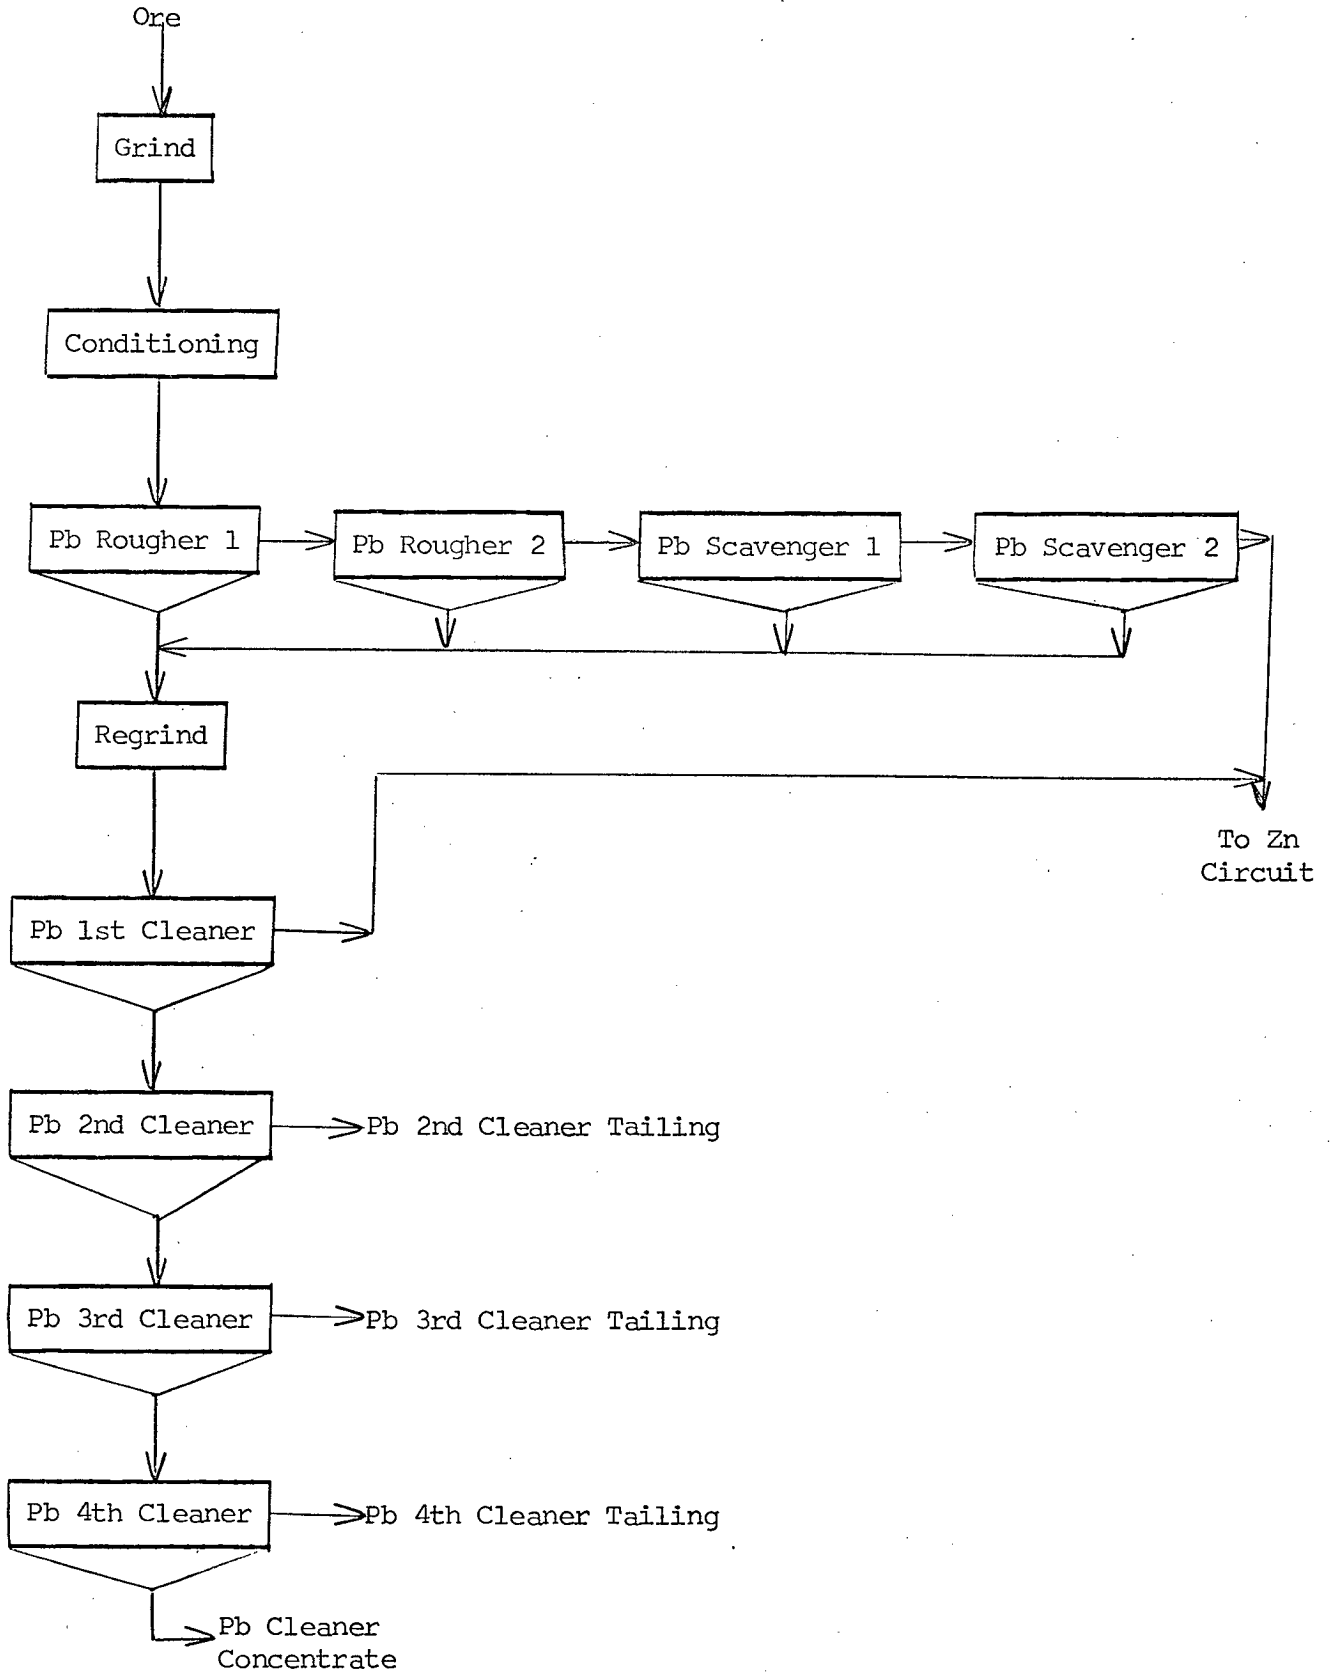 Ore
Grind
Conditioning
Pb Rougher 1
Pb Rougher 2
Pb Scavenger 1
Pb Scavenger 2
Regrind
To Zn
Circuit
Pb 1st Cleaner
Pb 2nd Cleaner
Pb 2nd Cleaner Tailing
Pb 3rd Cleaner
Pb 3rd Cleaner Tailing
Pb 4th Cleaner
Pb 4th Cleaner Tailing
Pb Cleaner
Concentrate